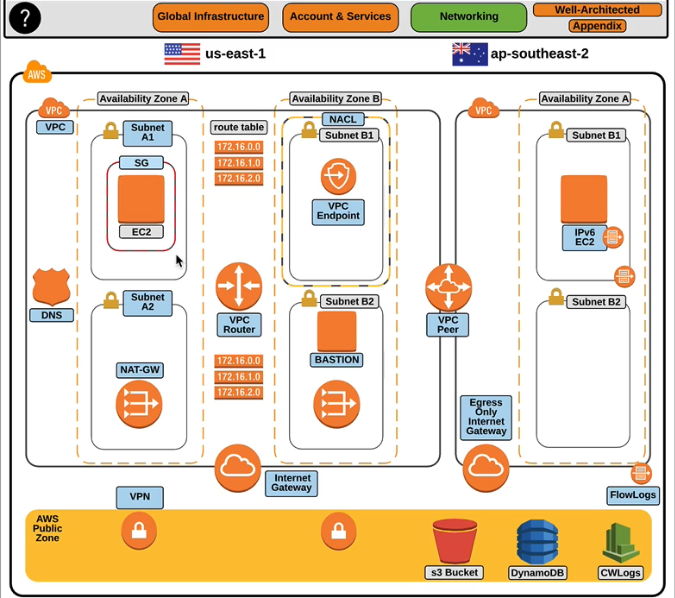 ?
Global Infrastructure
Account & Services
Networking
Well-Architected
Appendix
us-east-1
ap-southeast-2
AWS
Availability Zone A
Availability Zone B
Availability Zone A
VPC
Subnet
A1
SG
EC2
route table
172.16.0.0
172.16.1.0
172.16.2.0
NACL
Subnet B1
VPC
Endpoint
Subnet B1
IPv6
EC2
DNS
Subnet
A2
NAT-GW
VPC
Router
172.16.0.0
172.16.1.0
172.16.2.0
Subnet B2
BASTION
VPC
Peer
Subnet B2
Egress
Only
Internet
Gateway
Internet
Gateway
VPN
FlowLogs
AWS
Public
Zone
s3 Bucket
DynamoDB
CWLogs